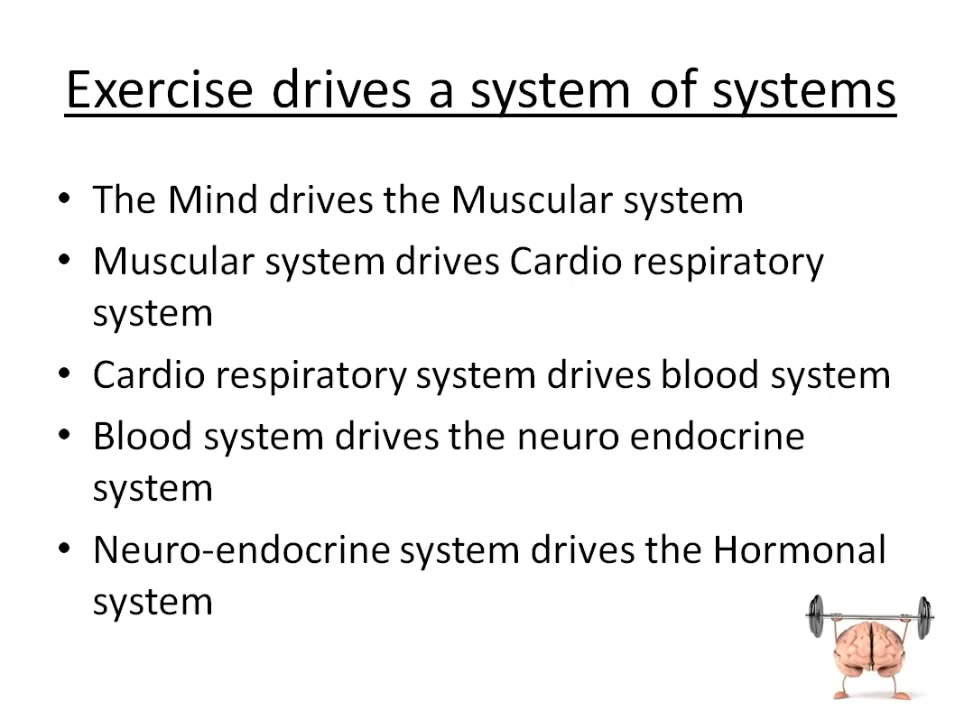 Exercise drives a system of systems
• The Mind drives the Muscular system
• Muscular system drives Cardio respiratory
system
• Cardio respiratory system drives blood system
• Blood system drives the neuro endocrine
system
• Neuro-endocrine system drives the Hormonal
system